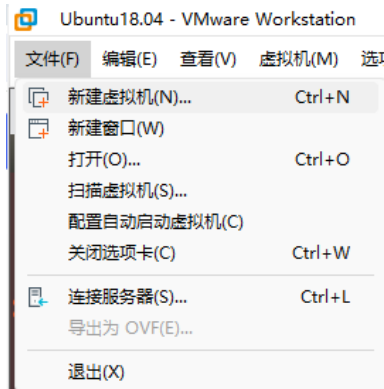 Ubuntu18.04 - VMware Workstation
文件(F) 编辑(E) 查看(V) 虚拟机(M)
新建虚拟机(N)... Ctrl+N
新建窗口(W)
打开(O)... Ctrl+O
扫描虚拟机(S)...
配置自动启动虚拟机(C)
关闭选项卡(C) Ctrl+W
连接服务器(S)... Ctrl+L
导出为 OVF(E)...
退出(X)